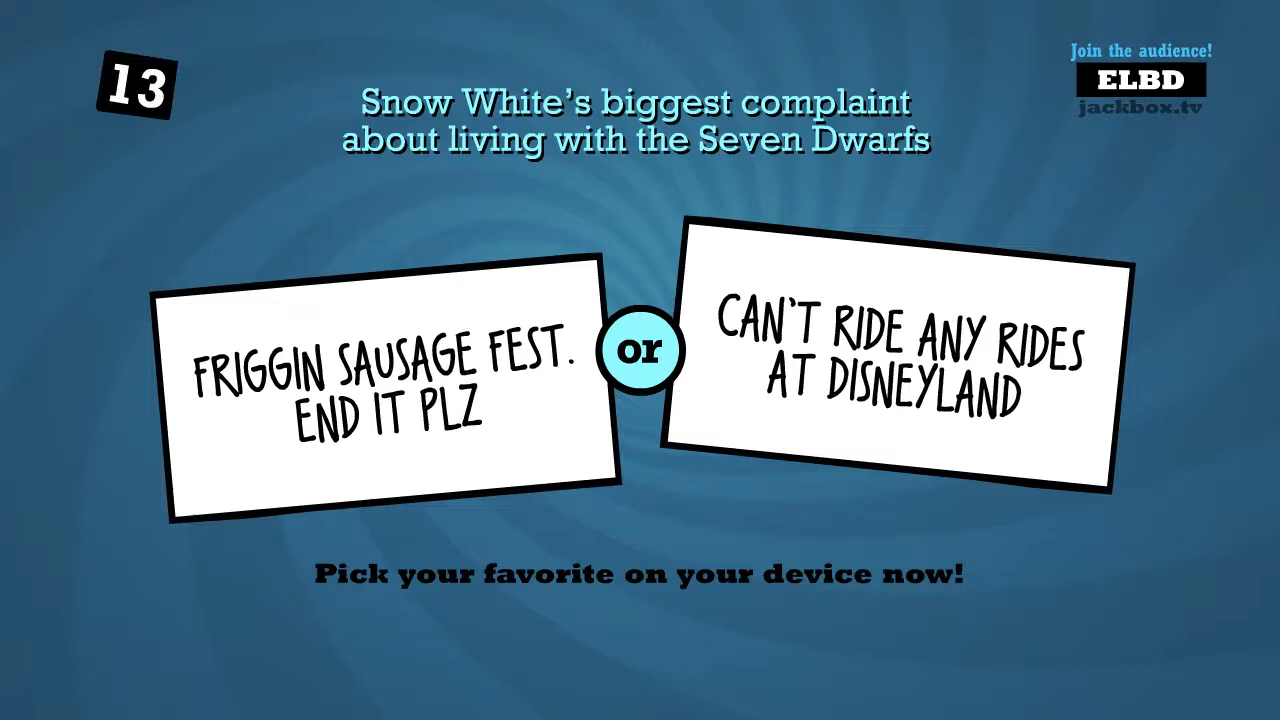 13
Join the audience!
ELBD
jackbox.tv
Snow White's biggest complaint
about living with the Seven Dwarfs
FRIGGIN SAUSAGE FEST.
END IT PLZ
or
CAN'T RIDE ANY RIDES
AT DISNEYLAND
Pick your favorite on your device now!